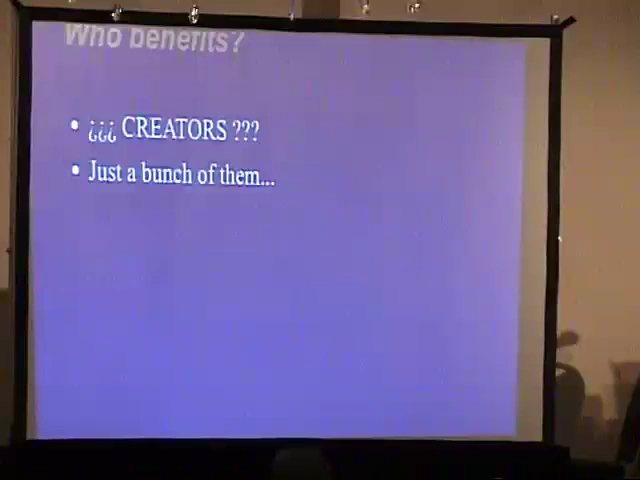 Who benefits?
• ¿¿¿ CREATORS ???
• Just a bunch of them...